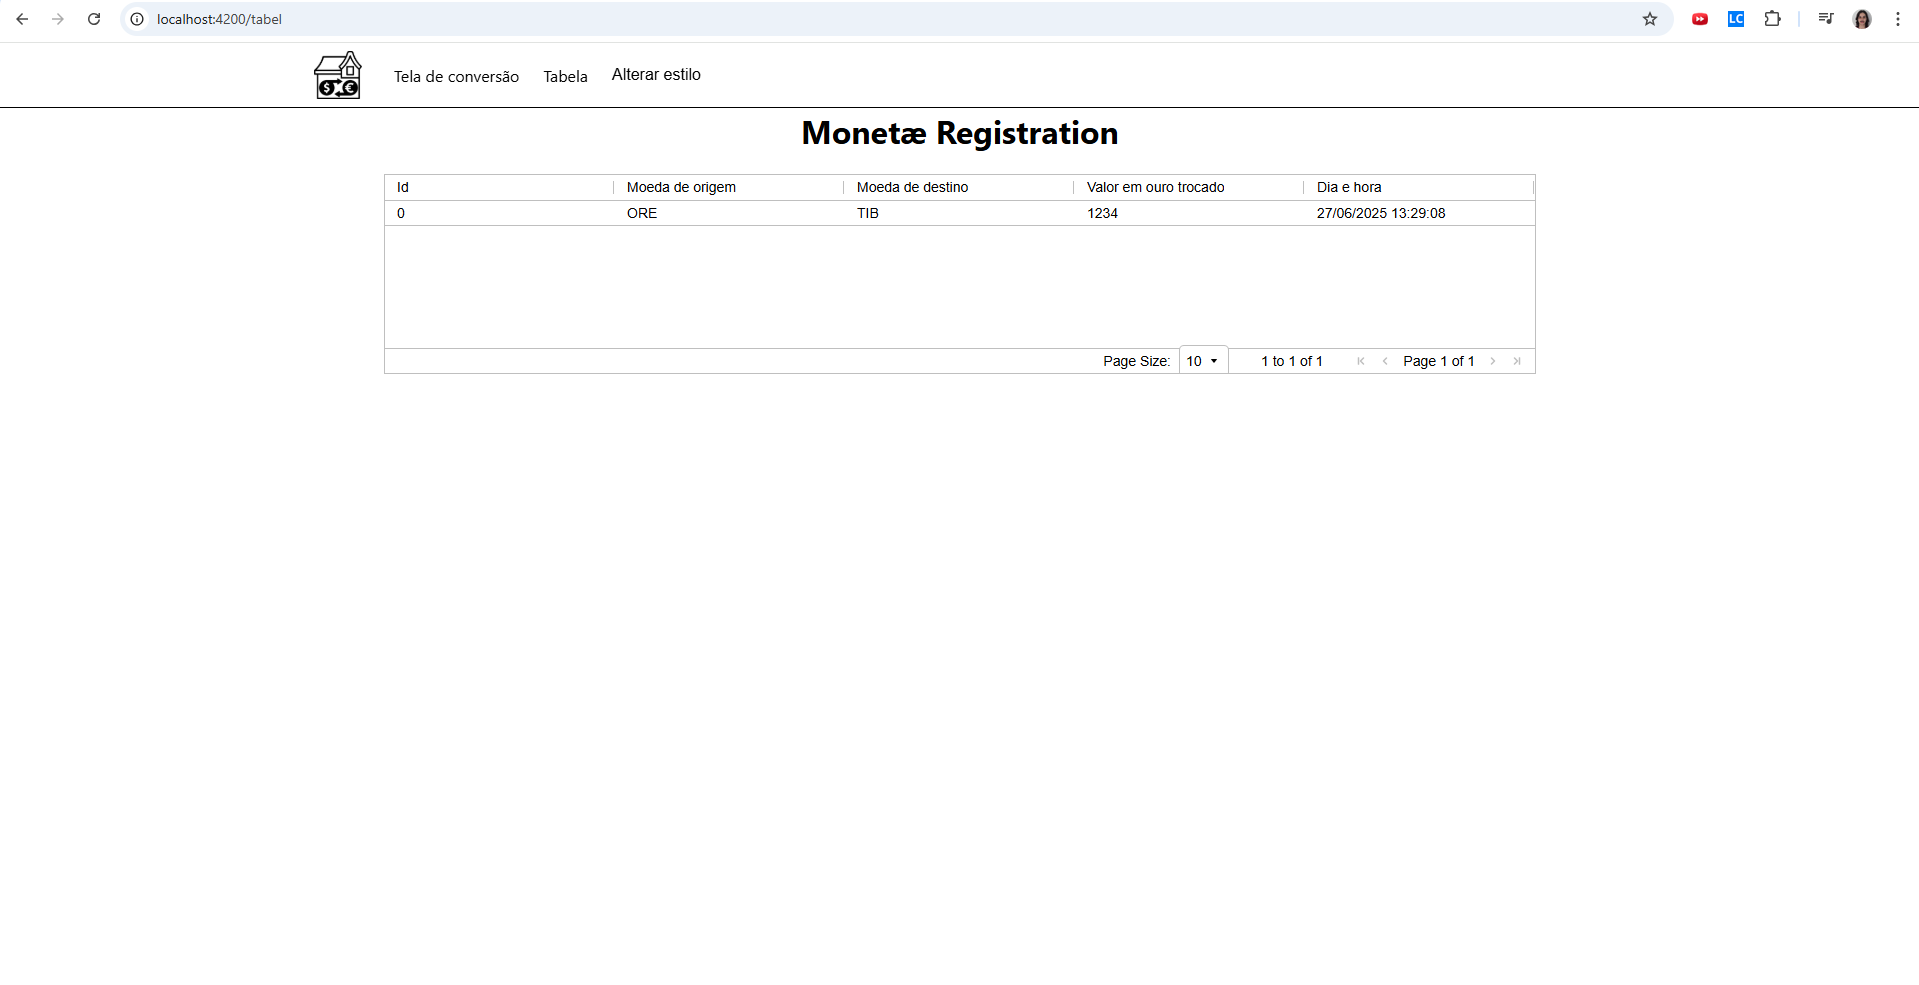 localhost:4200/tabel
LC
$ €
Tela de conversão Tabela Alterar estilo
Monetæ Registration
Id Moeda de origem Moeda de destino Valor em ouro trocado Dia e hora
0 ORE TIB 1234 27/06/2025 13:29:08
Page Size: 10 1 to 1 of 1 Page 1 of 1